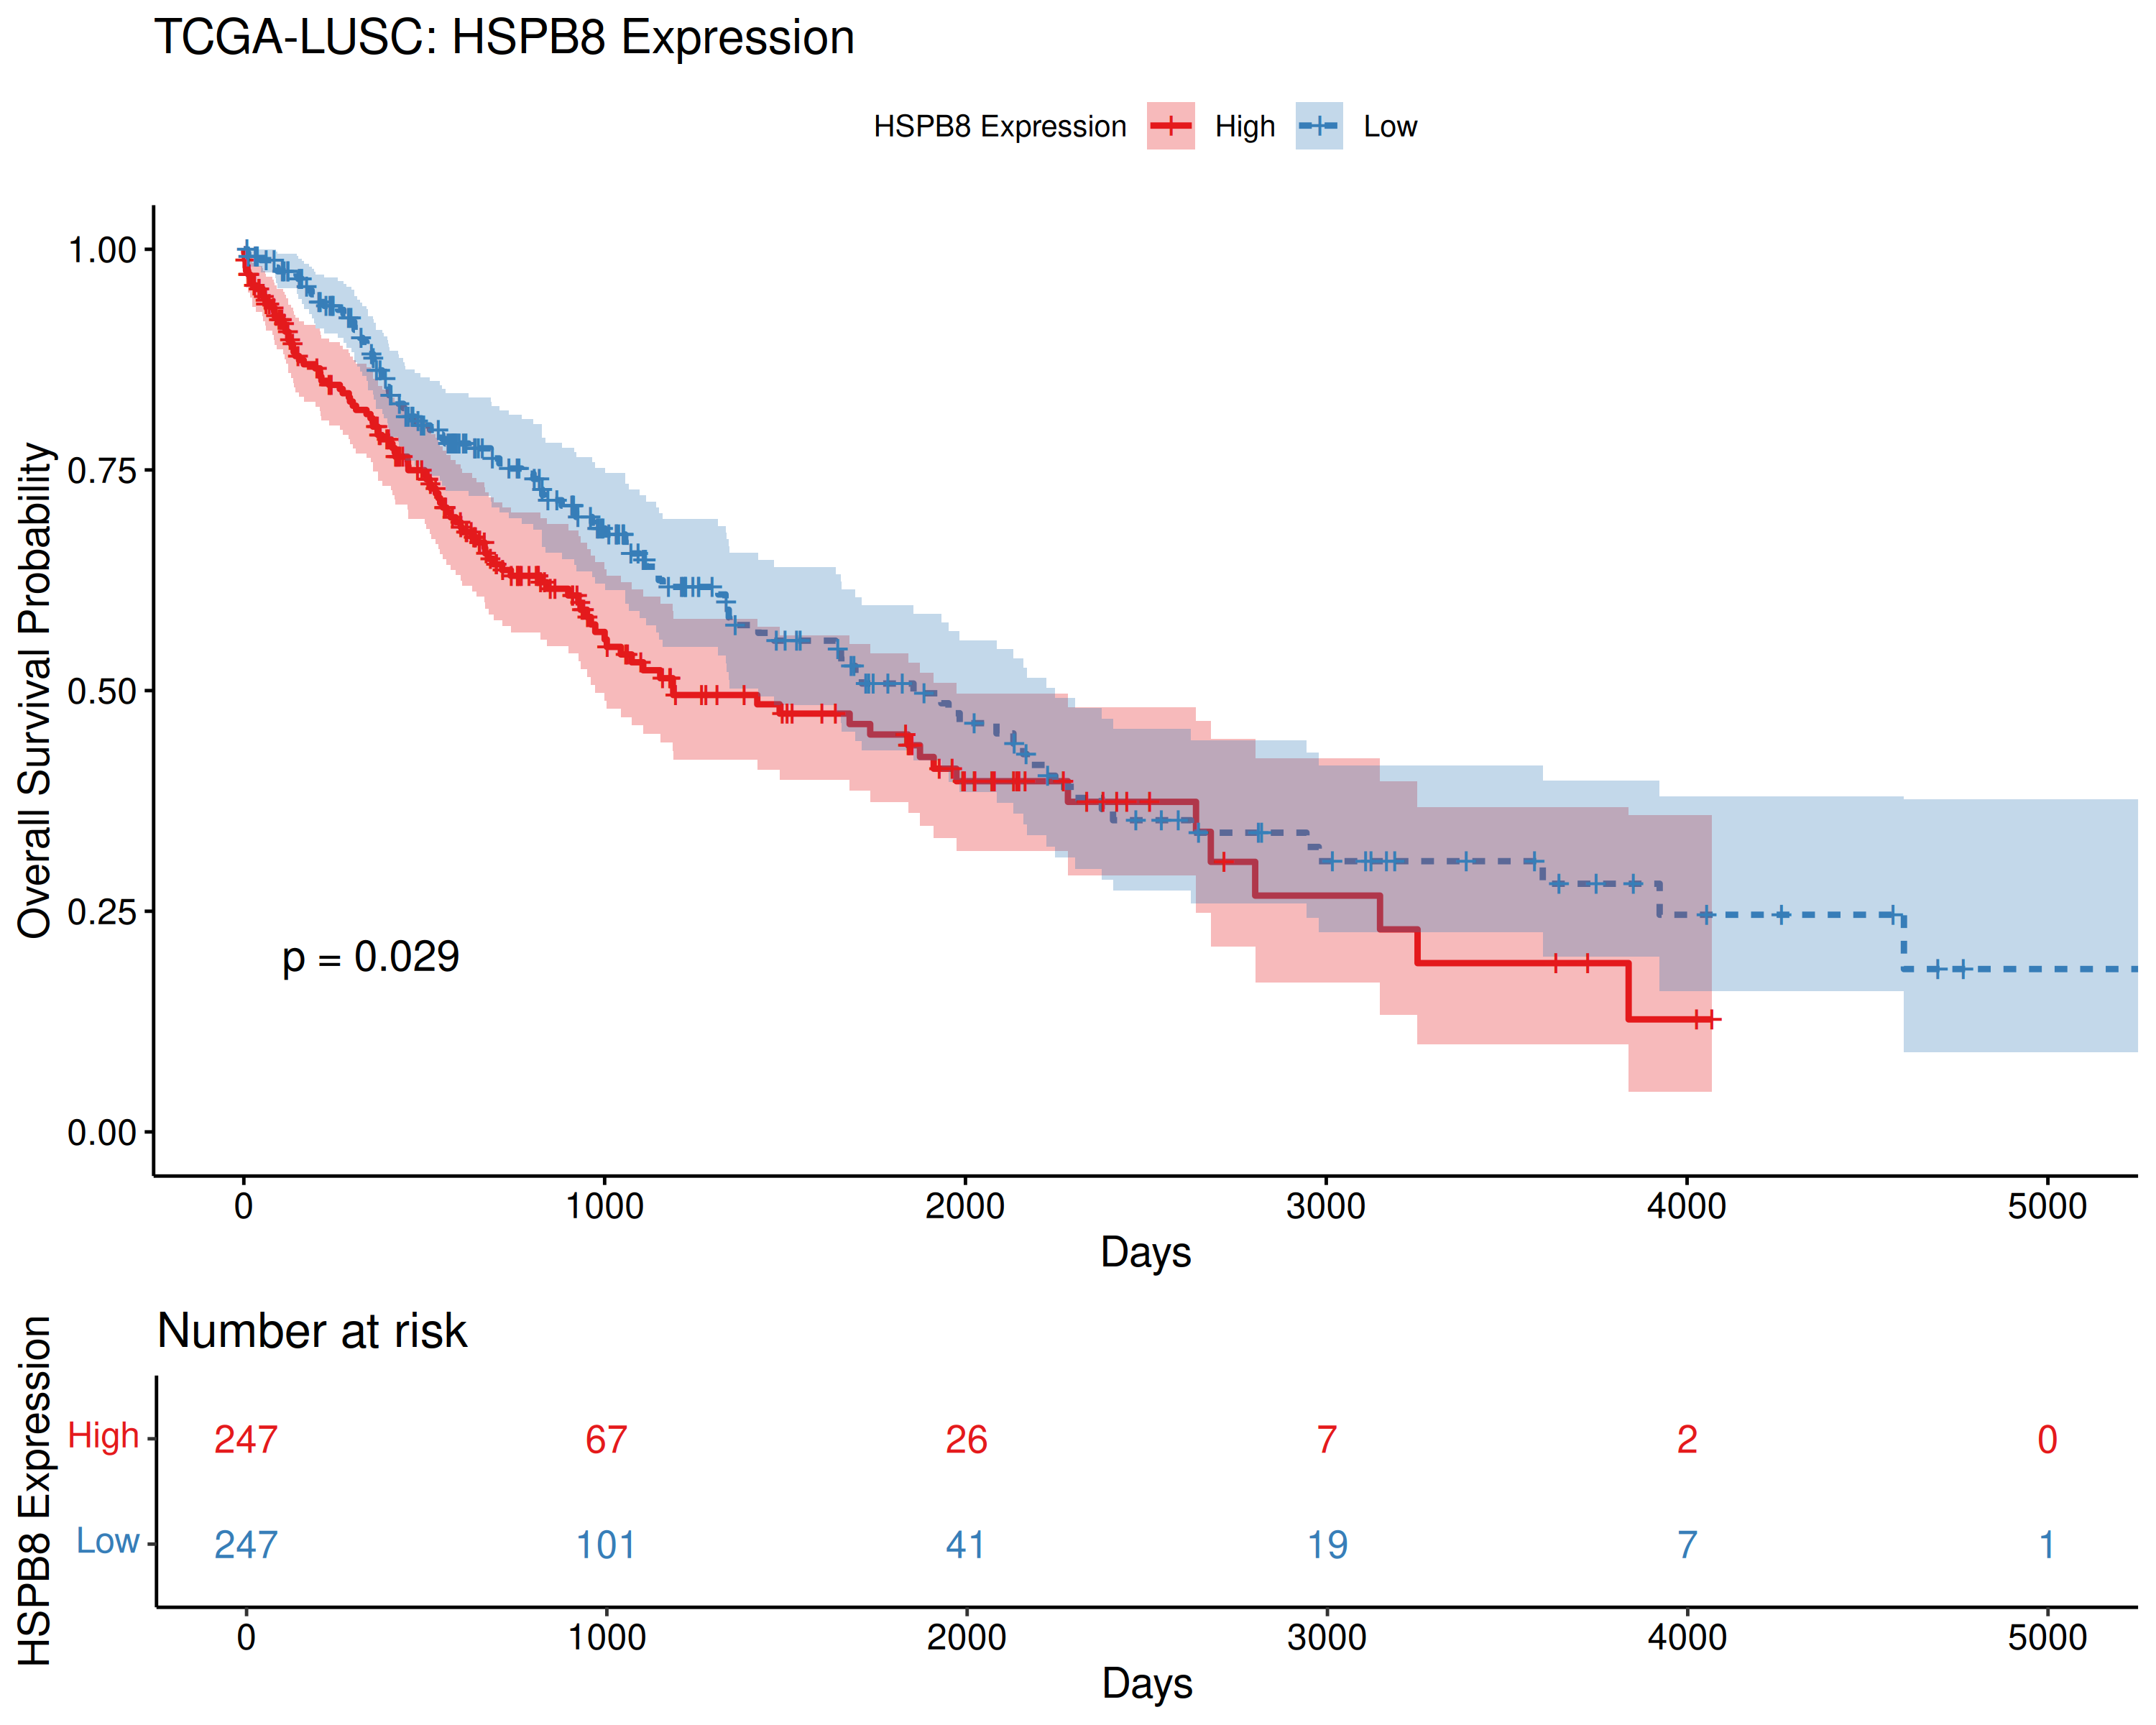 TCGA-LUSC: HSPB8 Expression
HSPB8 Expression High Low
Overall Survival Probability
1.00
0.75
0.50
0.25
0.00
p = 0.029
0 1000 2000 3000 4000 5000
Days
Number at risk
HSPB8 Expression
High 247 67 26 7 2 0
Low 247 101 41 19 7 1
0 1000 2000 3000 4000 5000
Days